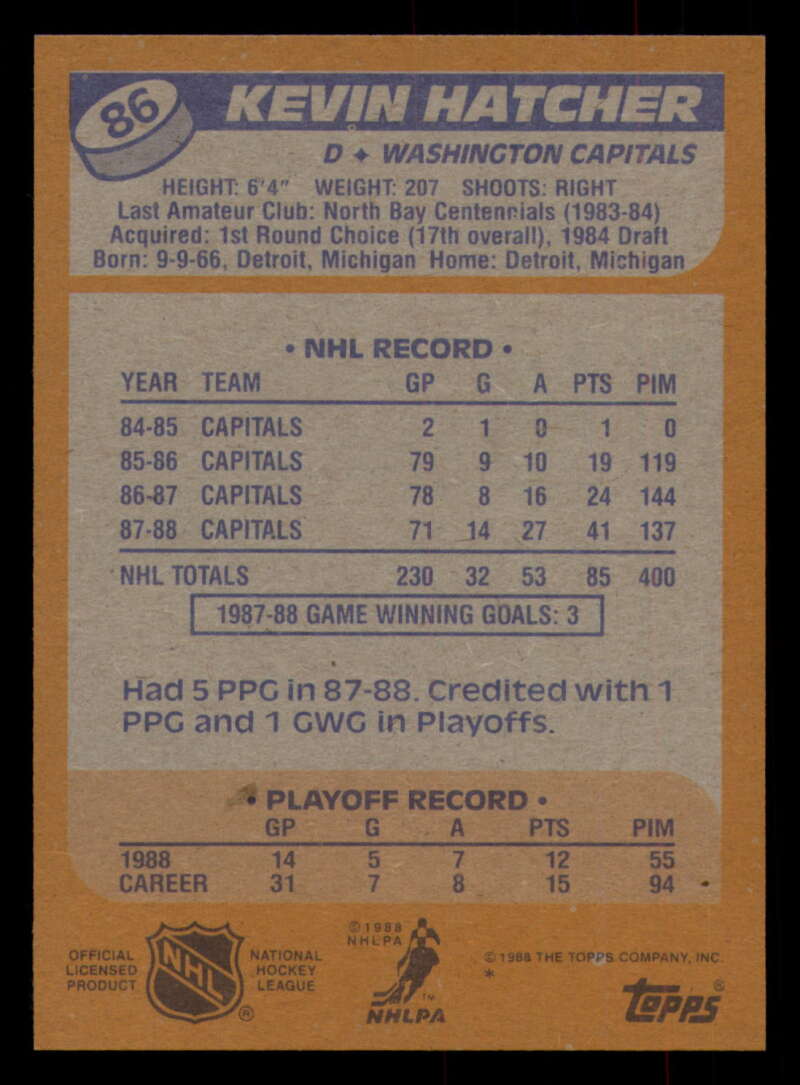 86
KEVIN HATCHER
D ✦ WASHINGTON CAPITALS
HEIGHT: 6'4" WEIGHT: 207 SHOOTS: RIGHT
Last Amateur Club: North Bay Centennials (1983-84)
Acquired: 1st Round Choice (17th overall), 1984 Draft
Born: 9-9-66, Detroit, Michigan Home: Detroit, Michigan
• NHL RECORD •
YEAR TEAM GP G A PTS PIM
84-85 CAPITALS 2 1 0 1 0
85-86 CAPITALS 79 9 10 19 119
86-87 CAPITALS 78 8 16 24 144
87-88 CAPITALS 71 14 27 41 137
NHL TOTALS 230 32 53 85 400
1987-88 GAME WINNING GOALS: 3
Had 5 PPG in 87-88. Credited with 1
PPG and 1 GWG in Playoffs.
• PLAYOFF RECORD •
GP G A PTS PIM
1988 14 5 7 12 55
CAREER 31 7 8 15 94
OFFICIAL
LICENSED
PRODUCT
NHL
®
NATIONAL
HOCKEY
LEAGUE
© 1988
NHLPA
™
NHLPA
© 1988 THE TOPPS COMPANY, INC.
*
topps®